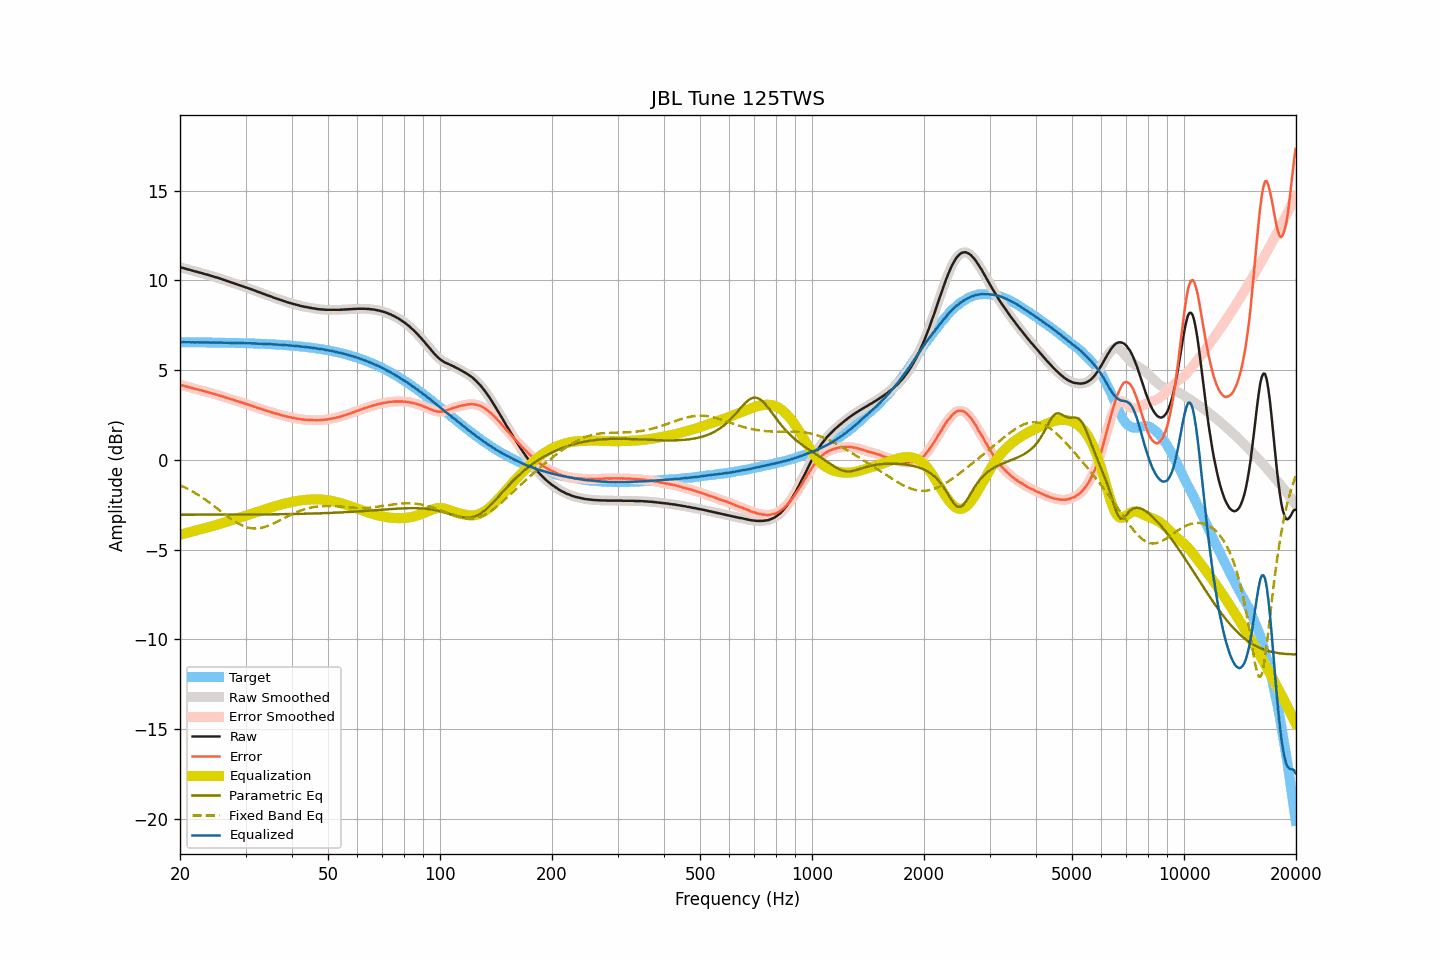 JBL Tune 125TWS
15
10
5
0
−5
−10
−15
−20
Amplitude (dBr)
Target
Raw Smoothed
Error Smoothed
Raw
Error
Equalization
Parametric Eq
Fixed Band Eq
Equalized
20 50 100 200 500 1000 2000 5000 10000 20000
Frequency (Hz)